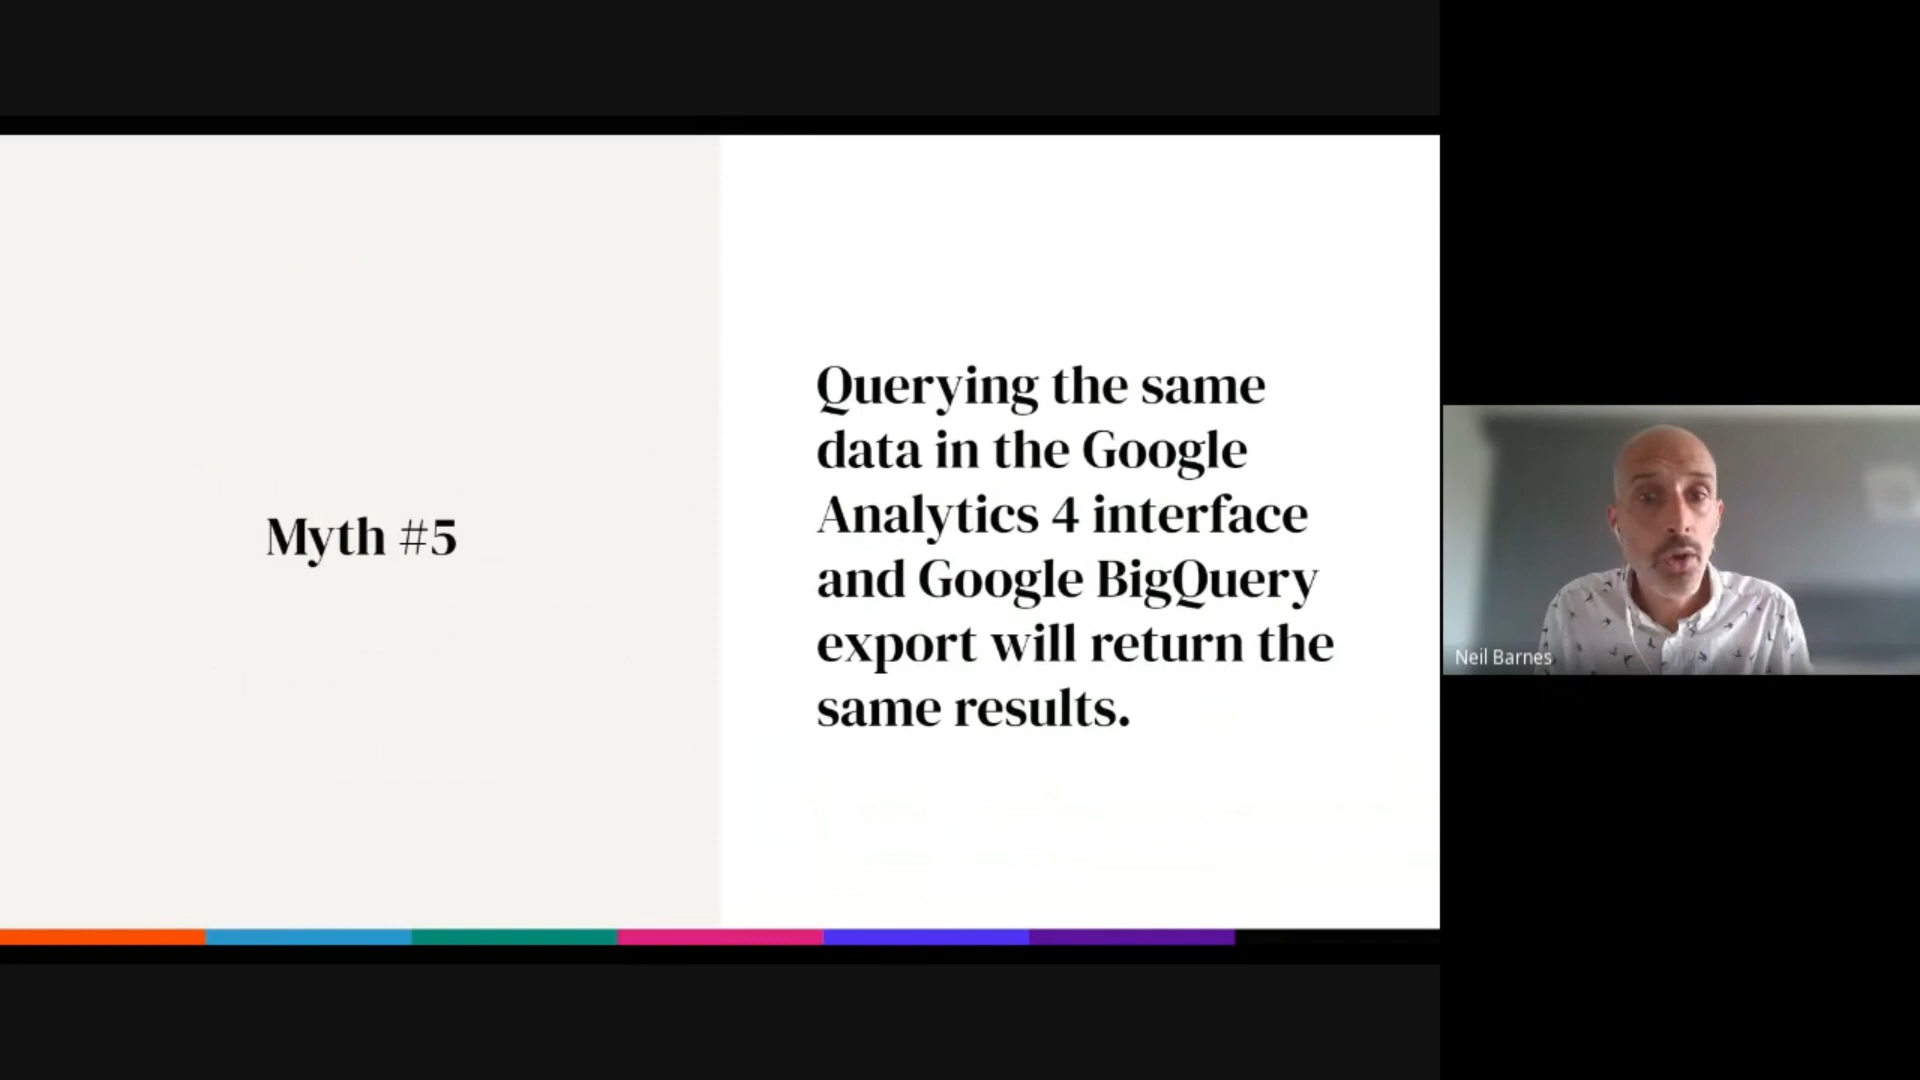 Myth #5
Querying the same
data in the Google
Analytics 4 interface
and Google BigQuery
export will return the
same results.
Neil Barnes